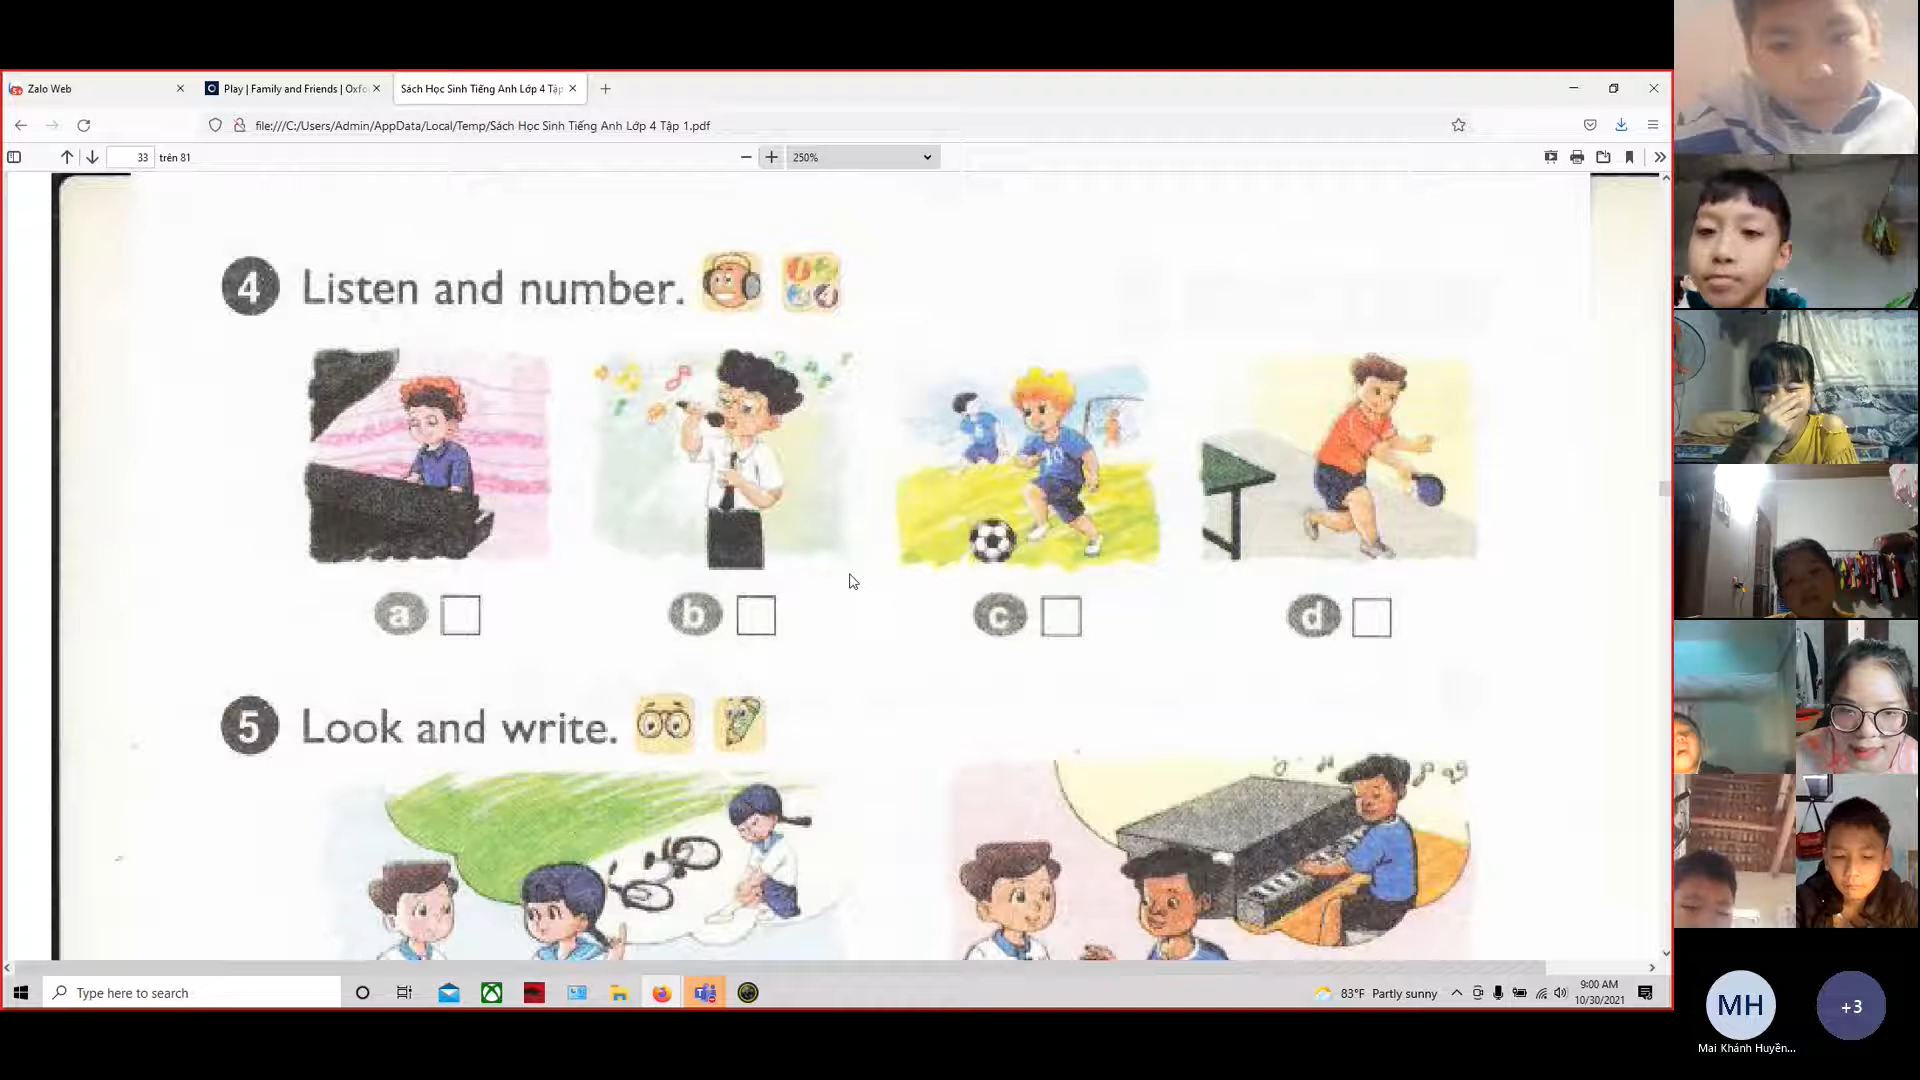 Zalo Web
Play | Family and Friends | Oxfo
Sách Học Sinh Tiếng Anh Lớp 4 Tập
file:///C:/Users/Admin/AppData/Local/Temp/Sách Học Sinh Tiếng Anh Lớp 4 Tập 1.pdf
33 trên 81
250%
4 Listen and number.
10
a b c d
5 Look and write.
Type here to search
83°F Partly sunny
9:00 AM
10/30/2021
MH
+3
Mai Khánh Huyền...